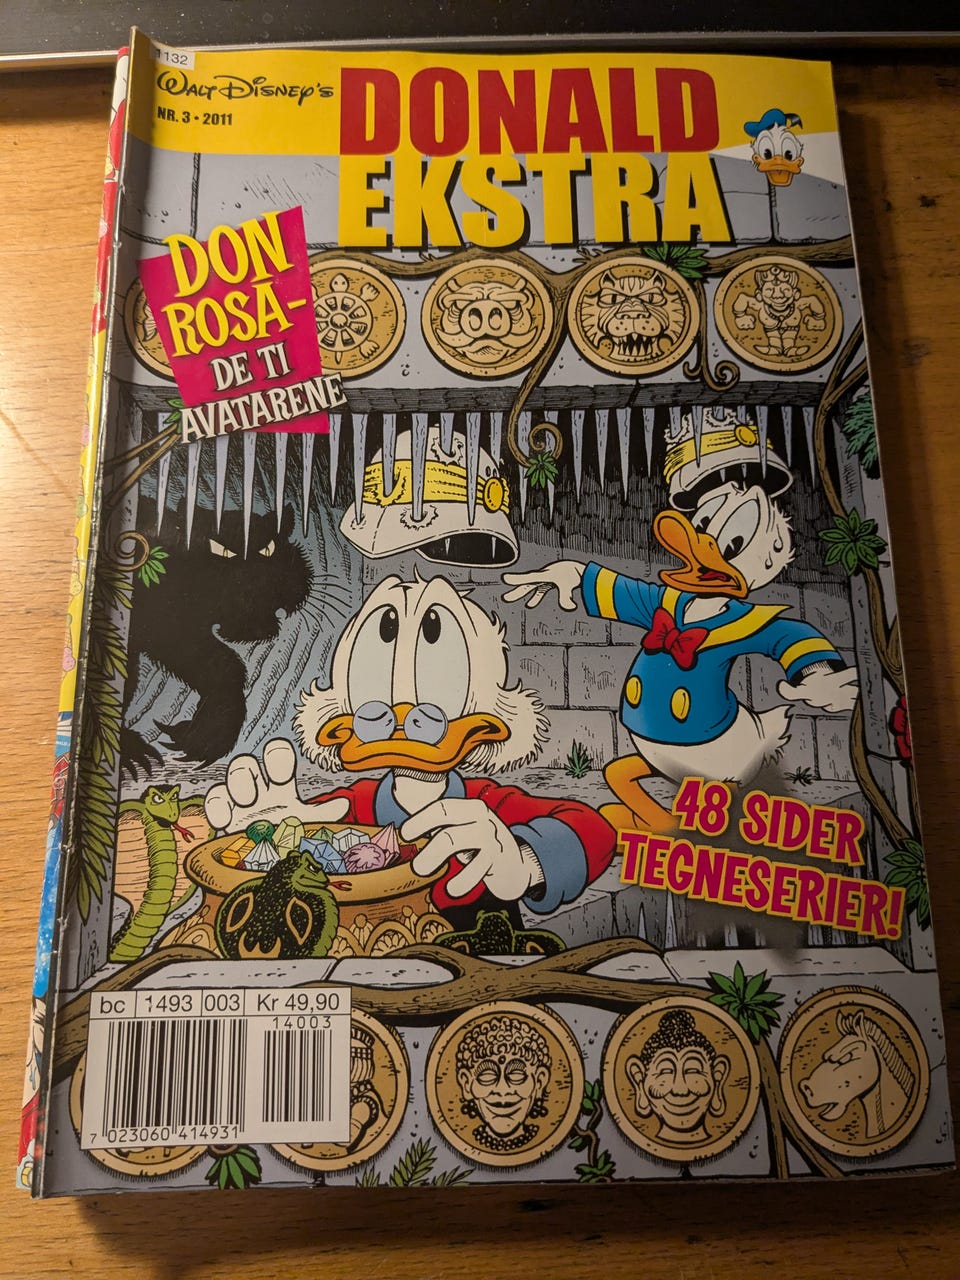 1132
WALT DISNEY'S
NR. 3 • 2011
DONALD
EKSTRA
DON
ROSA-
DE TI
AVATARENE
48 SIDER
TEGNESERIER!
bc 1493 003 Kr 49,90
14003
7 023060 414931